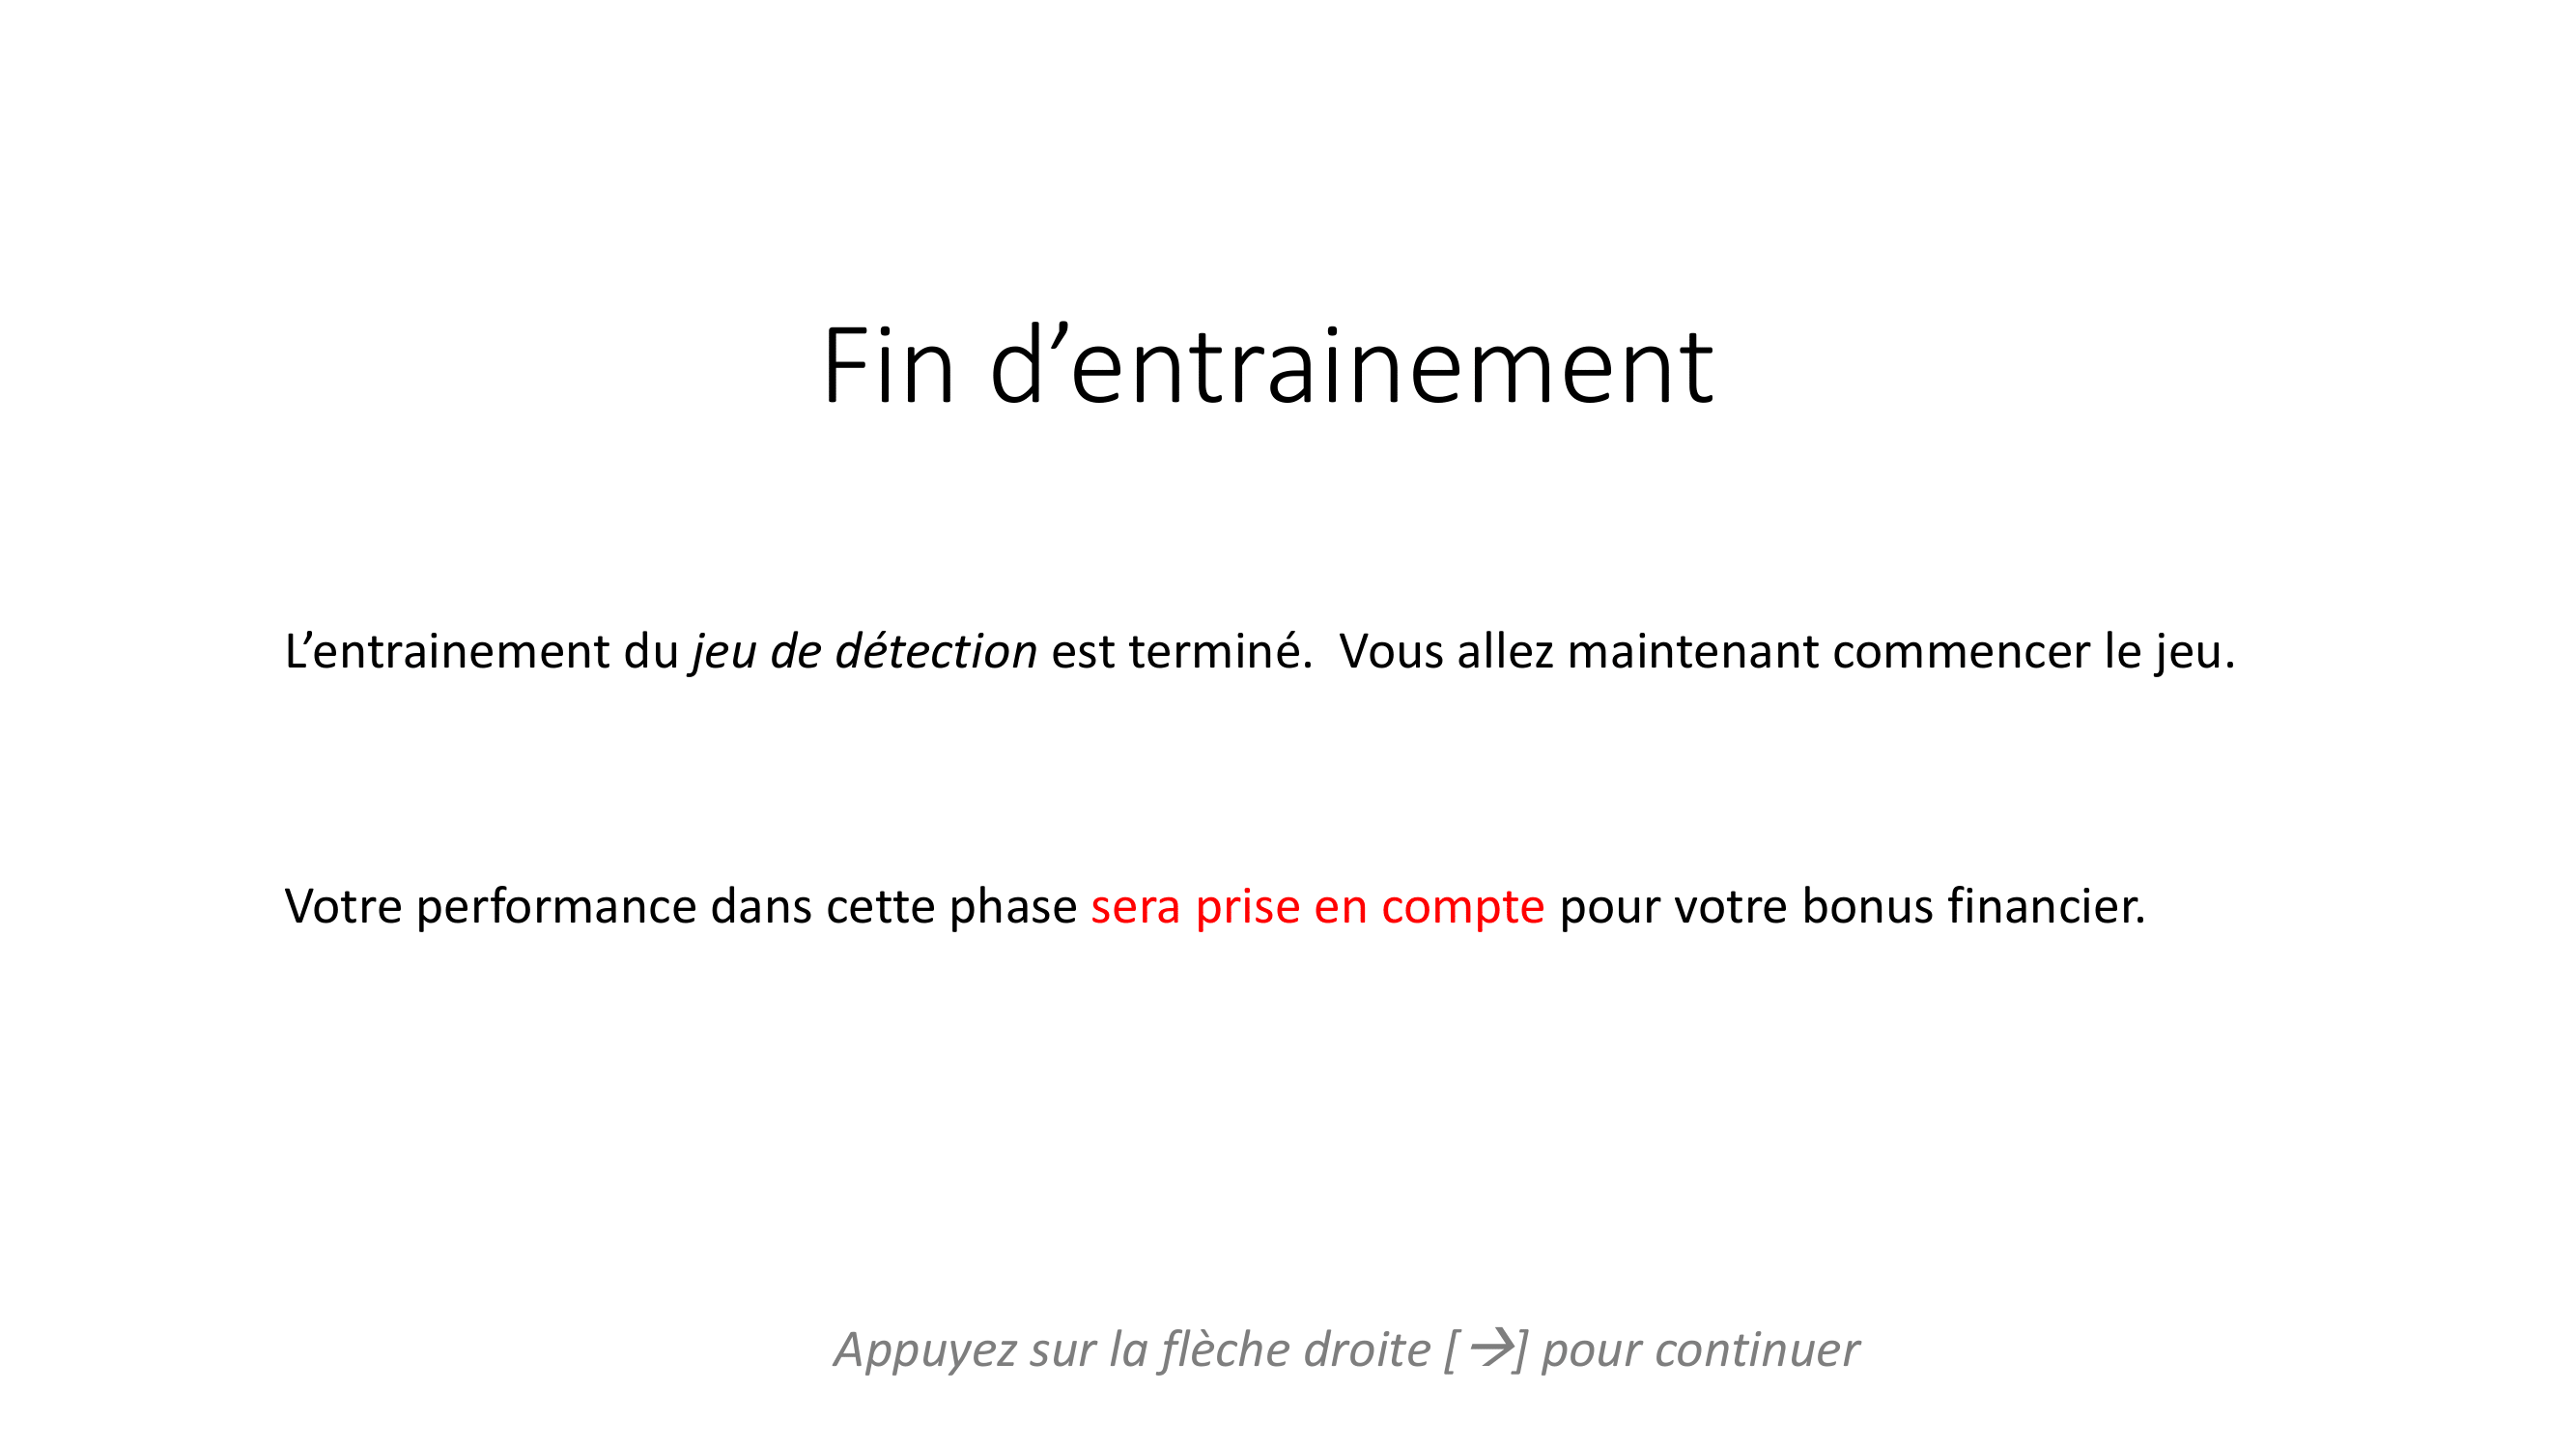 Fin d’entrainement
L’entrainement du jeu de détection est terminé.  Vous allez maintenant commencer le jeu.
Votre performance dans cette phase sera prise en compte pour votre bonus financier.
Appuyez sur la flèche droite [→] pour continuer